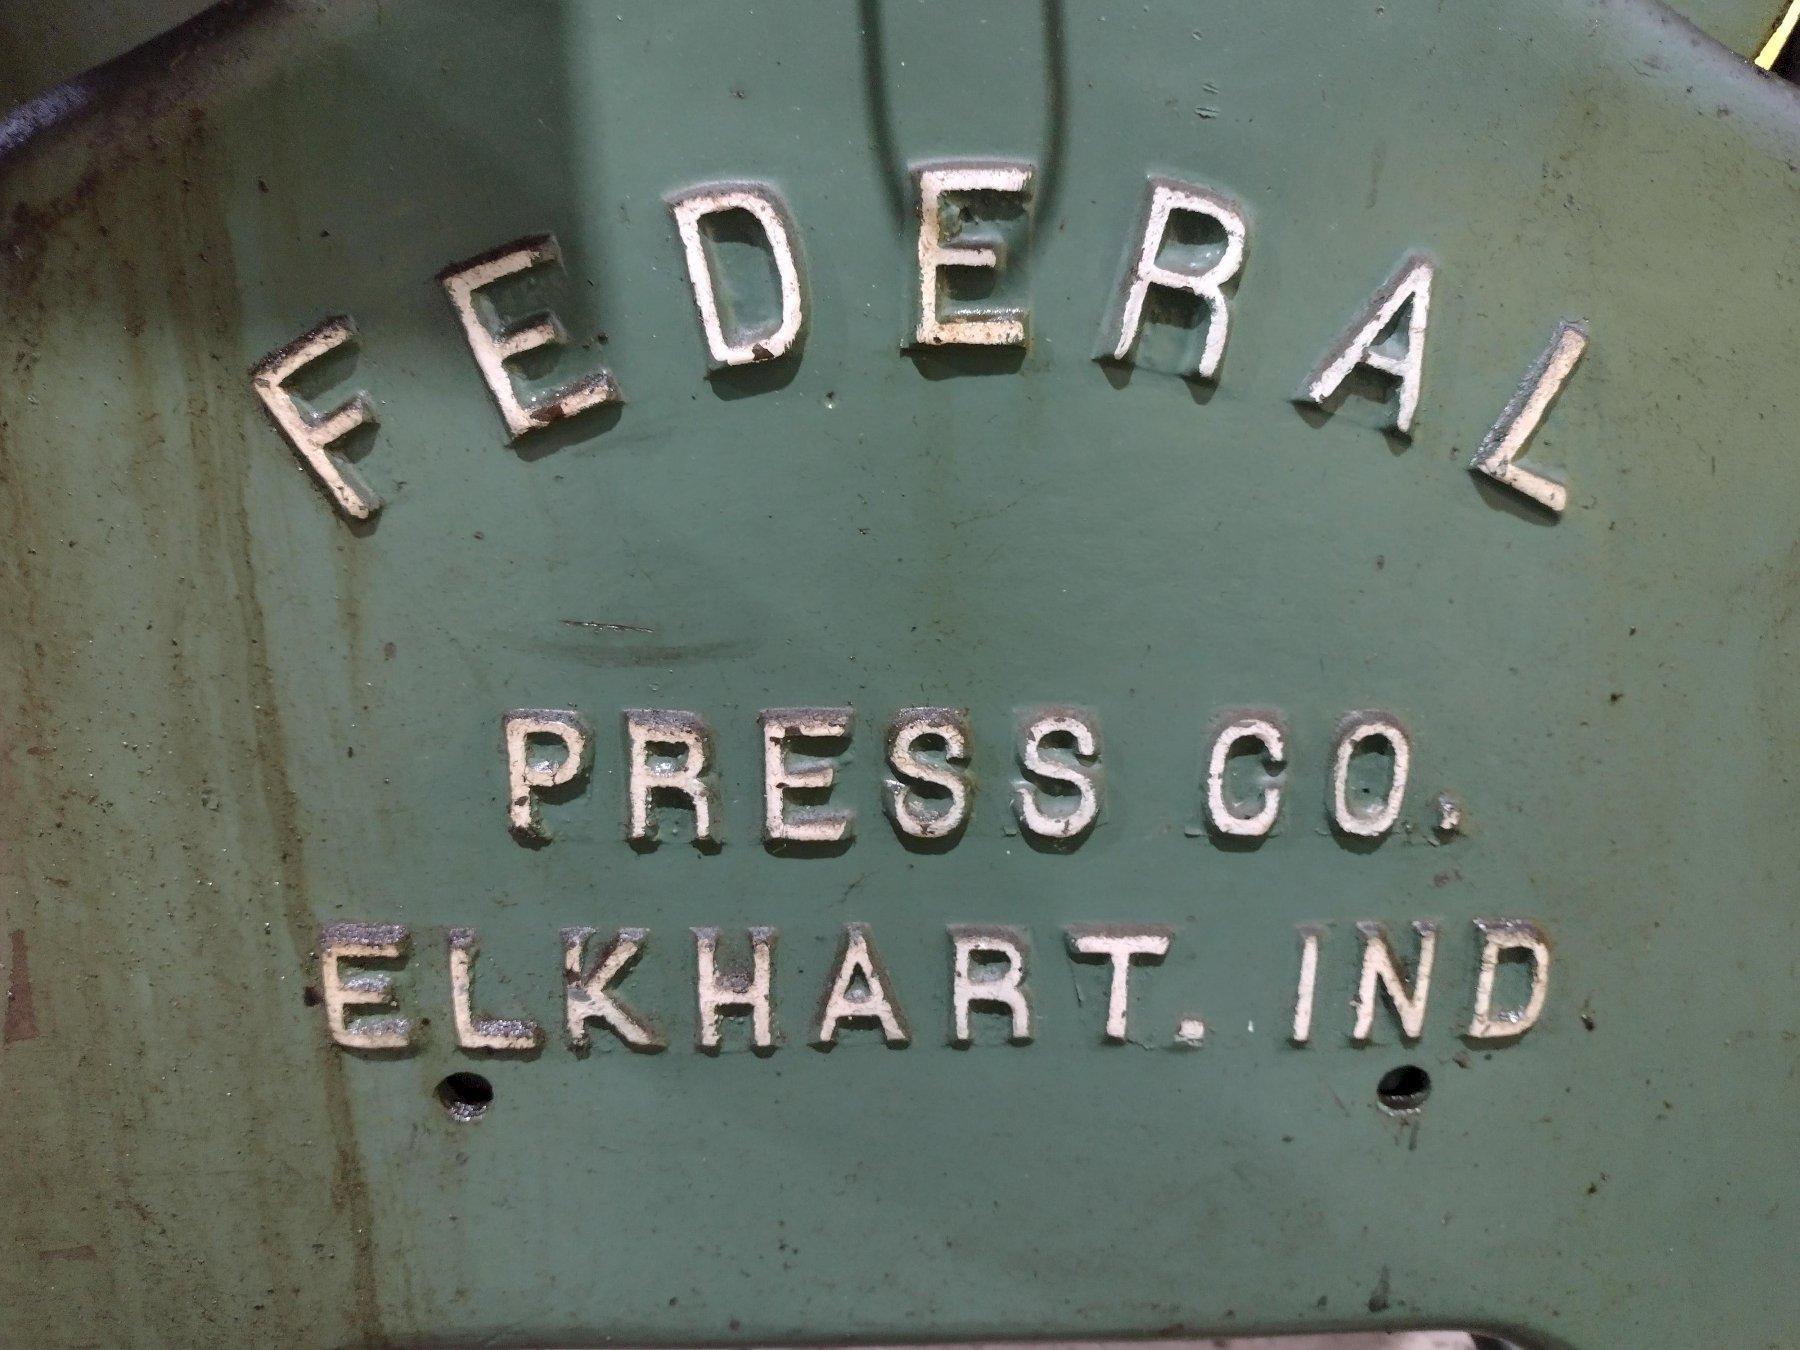 FEDERAL
PRESS CO.
ELKHART. IND